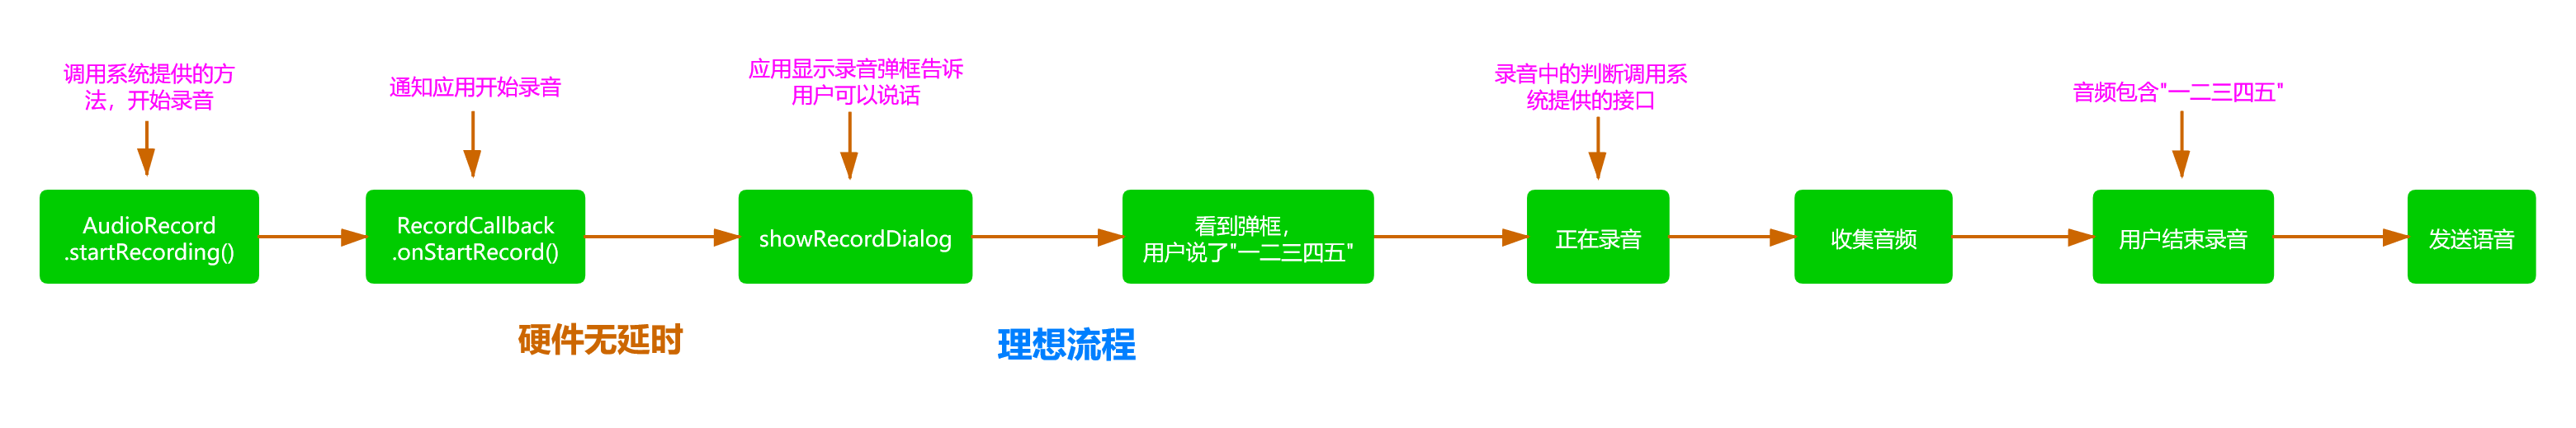 调用系统提供的方
法，开始录音
通知应用开始录音
应用显示录音弹框告诉
用户可以说话
录音中的判断调用系
统提供的接口
音频包含"一二三四五"
AudioRecord
.startRecording()
RecordCallback
.onStartRecord()
showRecordDialog
看到弹框，
用户说了"一二三四五"
正在录音
收集音频
用户结束录音
发送语音
硬件无延时
理想流程